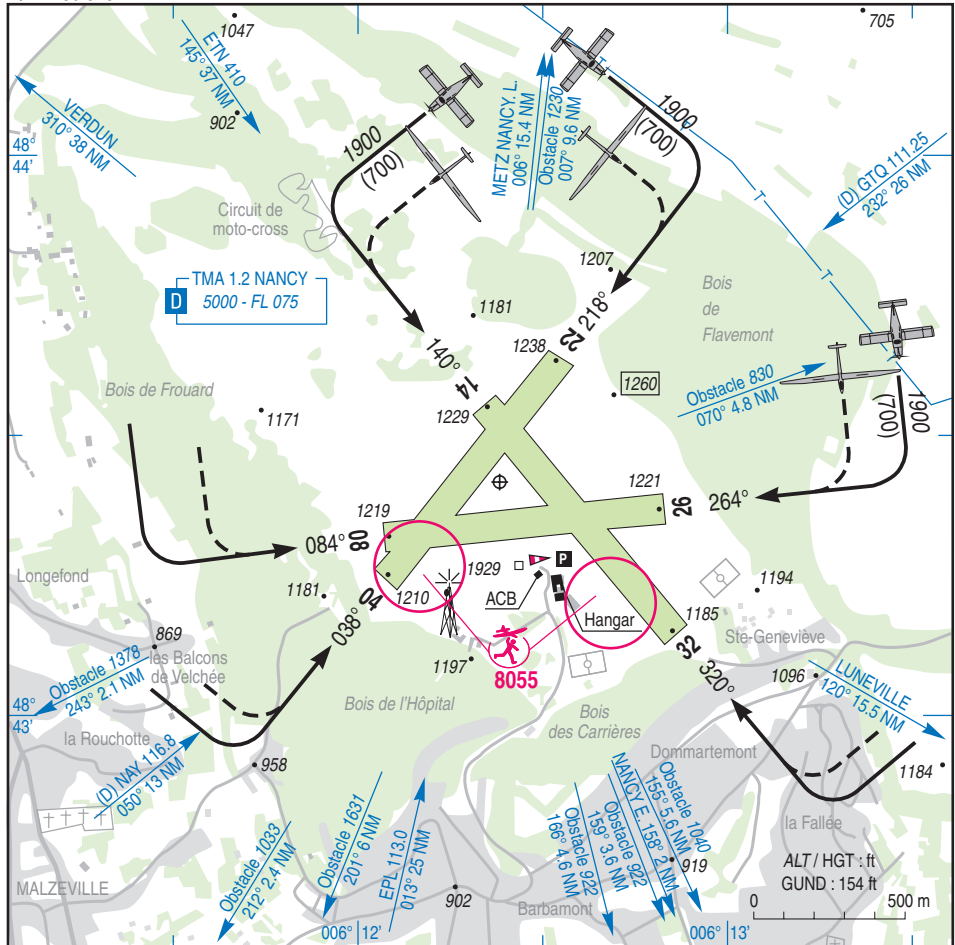 1047
705
ETN 410
145° 37 NM
VERDUN
310° 38 NM
902
48°
44'
1900
(700)
METZ NANCY. L.
006° 15.4 NM
Obstacle 1230
007° 9.6 NM
1900
(700)
T
T
T
(D) GTQ 111.25
232° 26 NM
Circuit de
moto-cross
TMA 1.2 NANCY
D
5000 - FL 075
1207
1181
Bois
de
Flavemont
140°
14
1238
22
218°
Bois de Frouard
1171
1229
1260
Obstacle 830
070° 4.8 NM
1900
(700)
1219
084°
08
1221
26
264°
Longefond
1181
1210
04
038°
1929
ACB
P
Hangar
1194
1185
Ste-Geneviève
32
320°
869
les Balcons
de Velchée
Obstacle 1378
243° 2.1 NM
1197
8055
1096
LUNEVILLE
120° 15.5 NM
48°
43'
la Rouchotte
Bois de l'Hôpital
Bois
des Carrières
Dommartemont
(D) NAY 116.8
050° 13 NM
958
1184
Obstacle 1033
212° 2.4 NM
Obstacle 1631
201° 6 NM
EPL 113.0
013° 25 NM
Obstacle 922
166° 4.6 NM
Obstacle 922
159° 3.6 NM
NANCY E. 158° 2 NM
Obstacle 1040
155° 5.6 NM
919
la Fallée
ALT / HGT : ft
GUND : 154 ft
MALZEVILLE
902
Barbamont
0
500 m
006° 12'
006° 13'